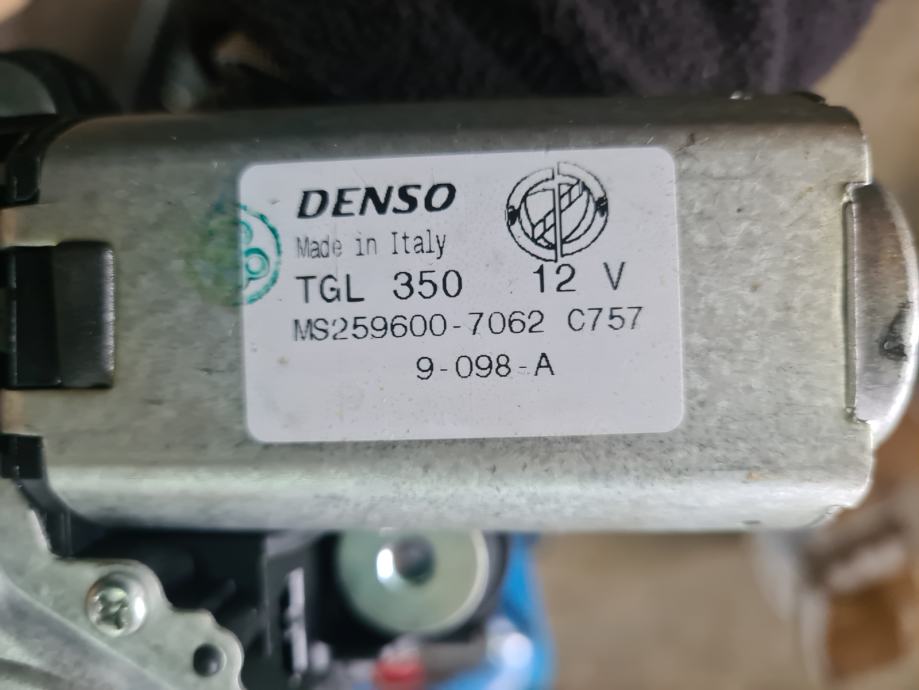 DENSO
Made in Italy
TGL 350 12 V
MS259600-7062 C757
9-098-A